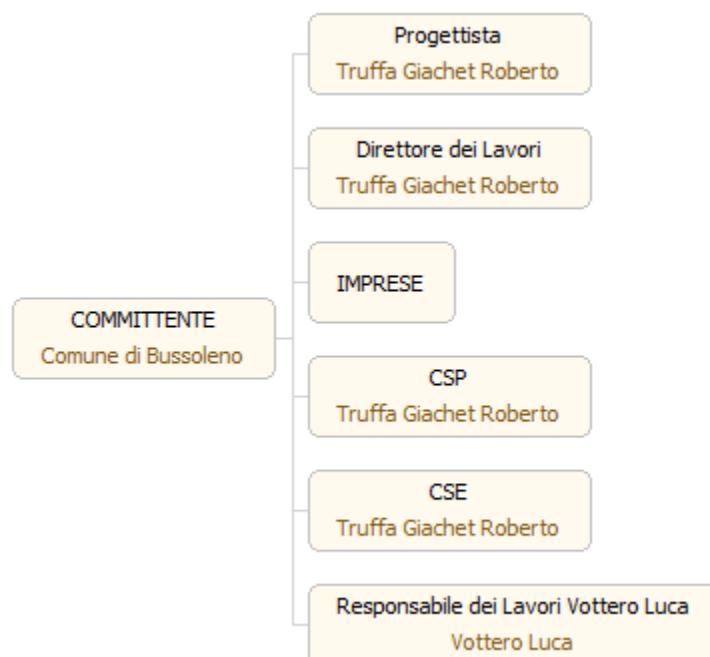 Progettista
Truffa Giachet Roberto
Direttore dei Lavori
Truffa Giachet Roberto
IMPRESE
COMMITTENTE
Comune di Bussoleno
CSP
Truffa Giachet Roberto
CSE
Truffa Giachet Roberto
Responsabile dei Lavori Vottero Luca
Vottero Luca